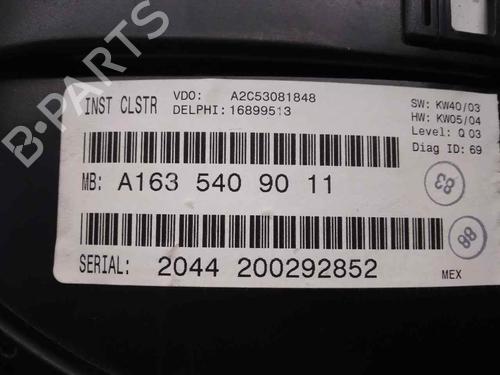 INST CLSTR
VDO: A2C53081848
DELPHI: 16899513
SW: KW40/03
HW: KW05/04
Level: Q 03
Diag ID: 69
MB: A163 540 90 11
83
88
SERIAL: 2044 200292852
MEX
B-PARTS